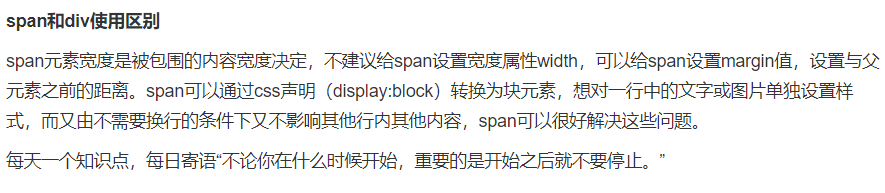 span和div使用区别
span元素宽度是被包围的内容宽度决定，不建议给span设置宽度属性width，可以给span设置margin值，设置与父
元素之前的距离。span可以通过css声明（display:block）转换为块元素，想对一行中的文字或图片单独设置样
式，而又由不需要换行的条件下又不影响其他行内其他内容，span可以很好解决这些问题。
每天一个知识点，每日寄语“不论你在什么时候开始，重要的是开始之后就不要停止。”